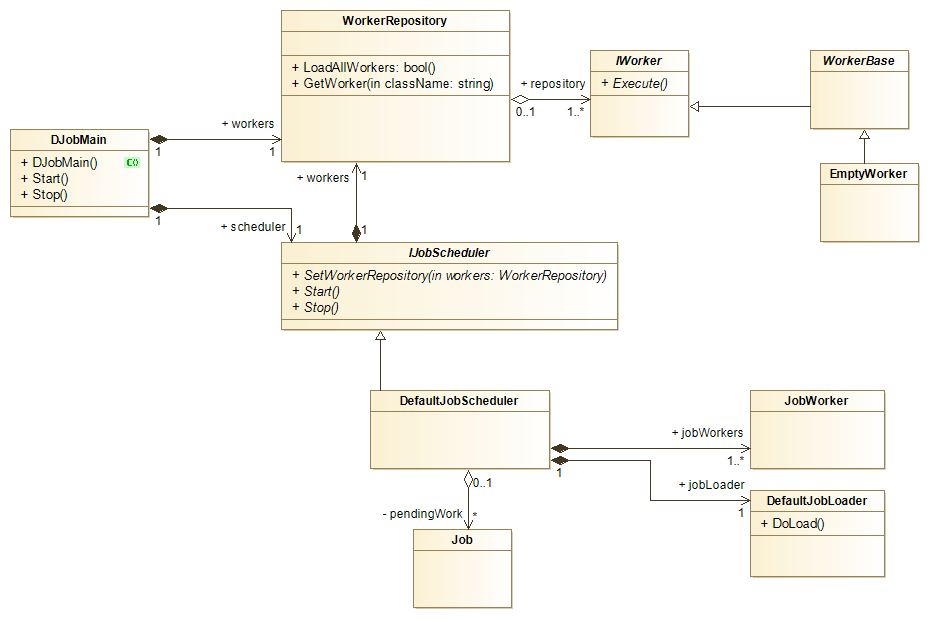 WorkerRepository
+ LoadAllWorkers: bool()
+ GetWorker(in className: string)
IWorker
+ Execute()
WorkerBase
+ repository
0..1
1..*
DJobMain
+ DJobMain()
+ Start()
+ Stop()
C()
+ workers
1
1
EmptyWorker
+ workers
1
1
1
+ scheduler
1
IJobScheduler
+ SetWorkerRepository(in workers: WorkerRepository)
+ Start()
+ Stop()
DefaultJobScheduler
JobWorker
+ jobWorkers
1..*
1
+ jobLoader
1
DefaultJobLoader
+ DoLoad()
0..1
- pendingWork
*
Job